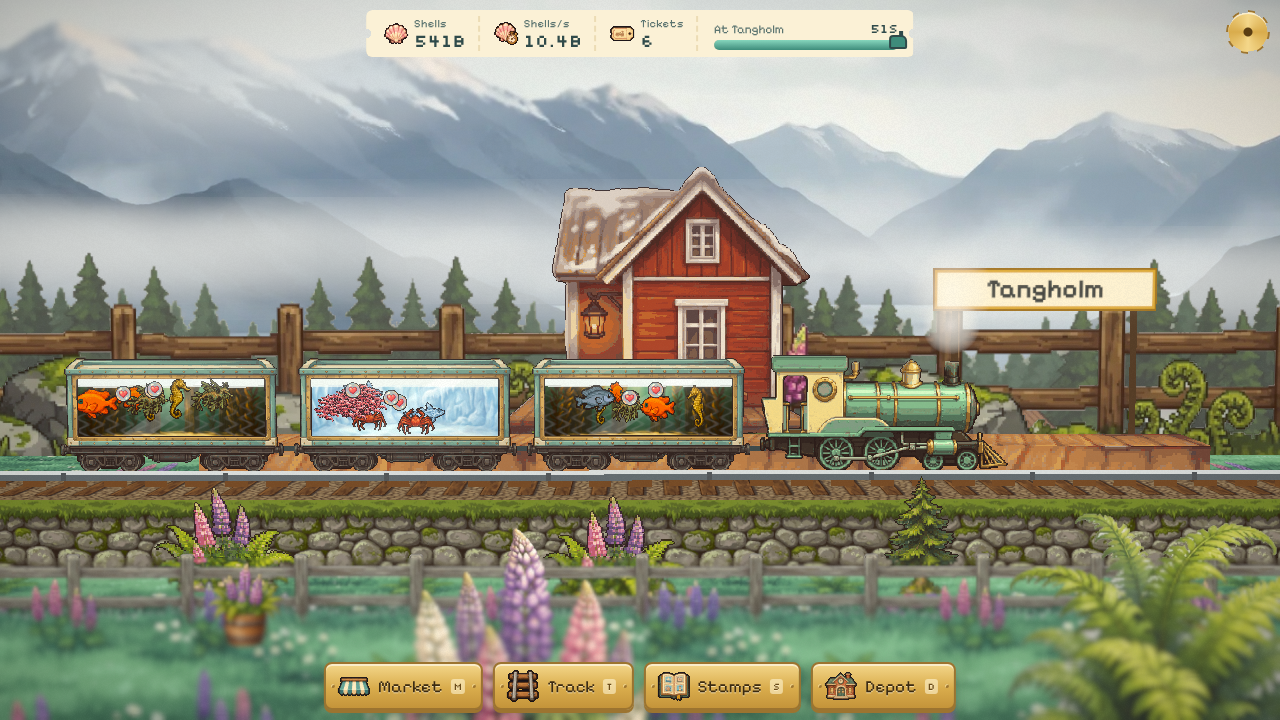 Shells
541B
Shells/s
10.4B
Tickets
6
At Tangholm
51s
Tangholm
Market M
Track T
Stamps S
Depot D